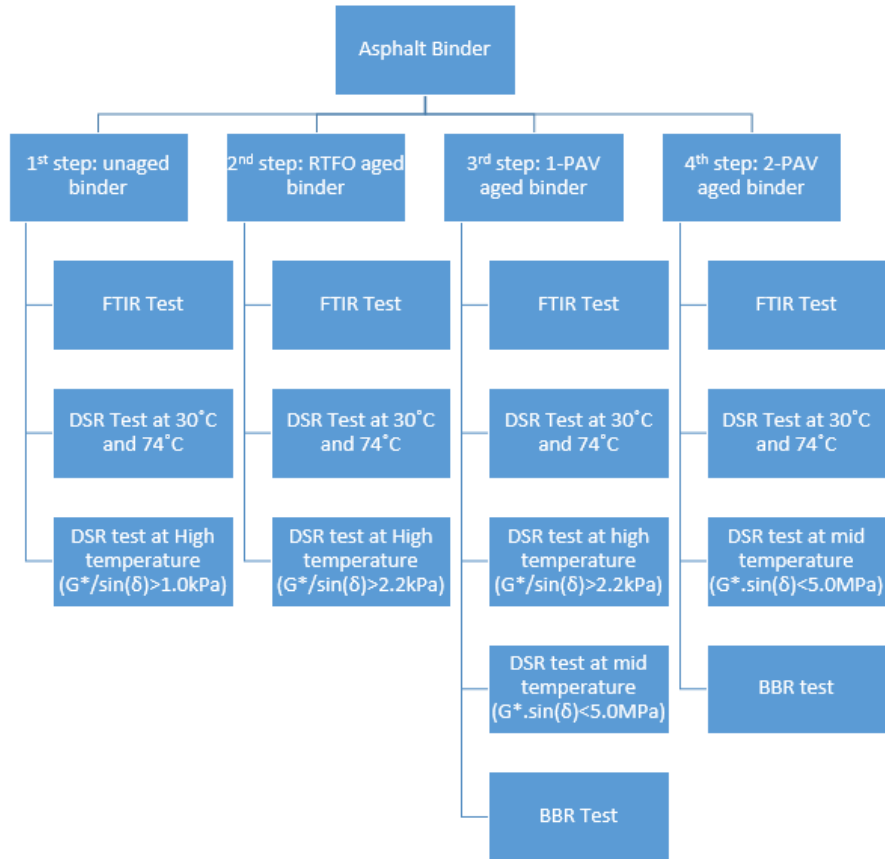 Asphalt Binder
1st step: unaged
binder
2nd step: RTFO aged
binder
3rd step: 1-PAV
aged binder
4th step: 2-PAV
aged binder
FTIR Test
FTIR Test
FTIR Test
FTIR Test
DSR Test at 30°C
and 74°C
DSR Test at 30°C
and 74°C
DSR Test at 30°C
and 74°C
DSR Test at 30°C
and 74°C
DSR test at High
temperature
(G*/sin(δ)>1.0kPa)
DSR test at High
temperature
(G*/sin(δ)>2.2kPa)
DSR test at high
temperature
(G*/sin(δ)>2.2kPa)
DSR test at mid
temperature
(G*.sin(δ)<5.0MPa)
DSR test at mid
temperature
(G*.sin(δ)<5.0MPa)
BBR test
BBR Test